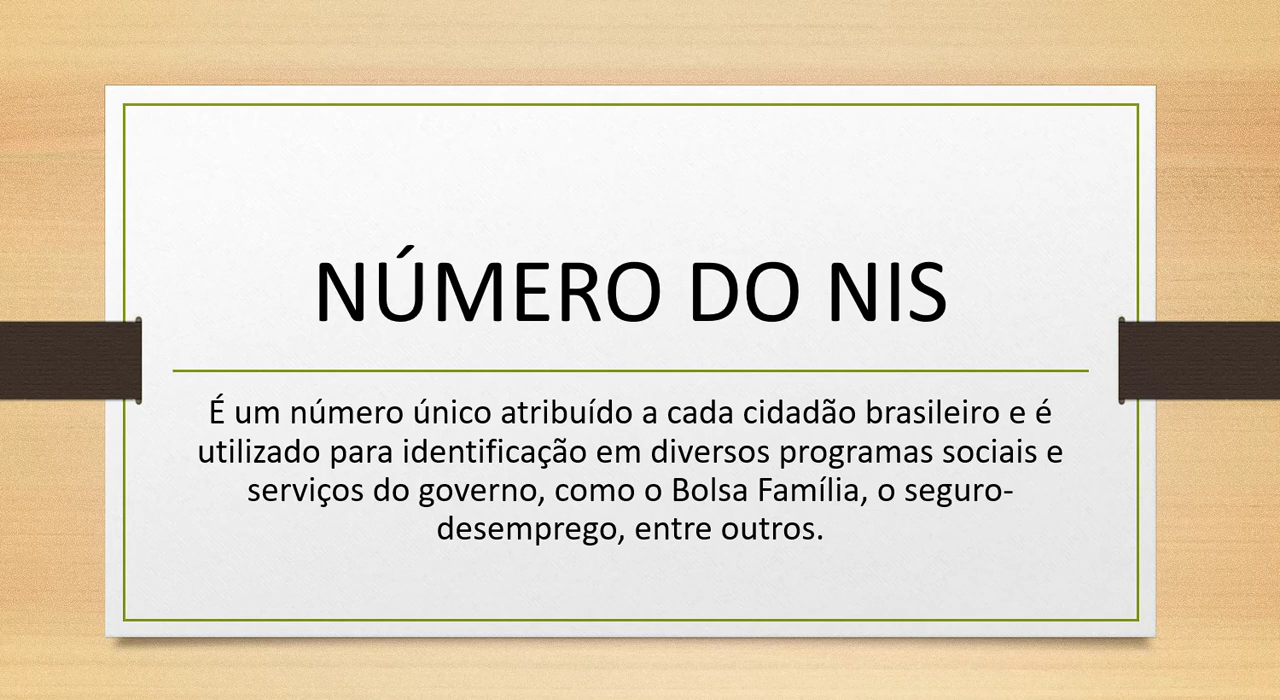 NÚMERO DO NIS
É um número único atribuído a cada cidadão brasileiro e é
utilizado para identificação em diversos programas sociais e
serviços do governo, como o Bolsa Família, o seguro-
desemprego, entre outros.